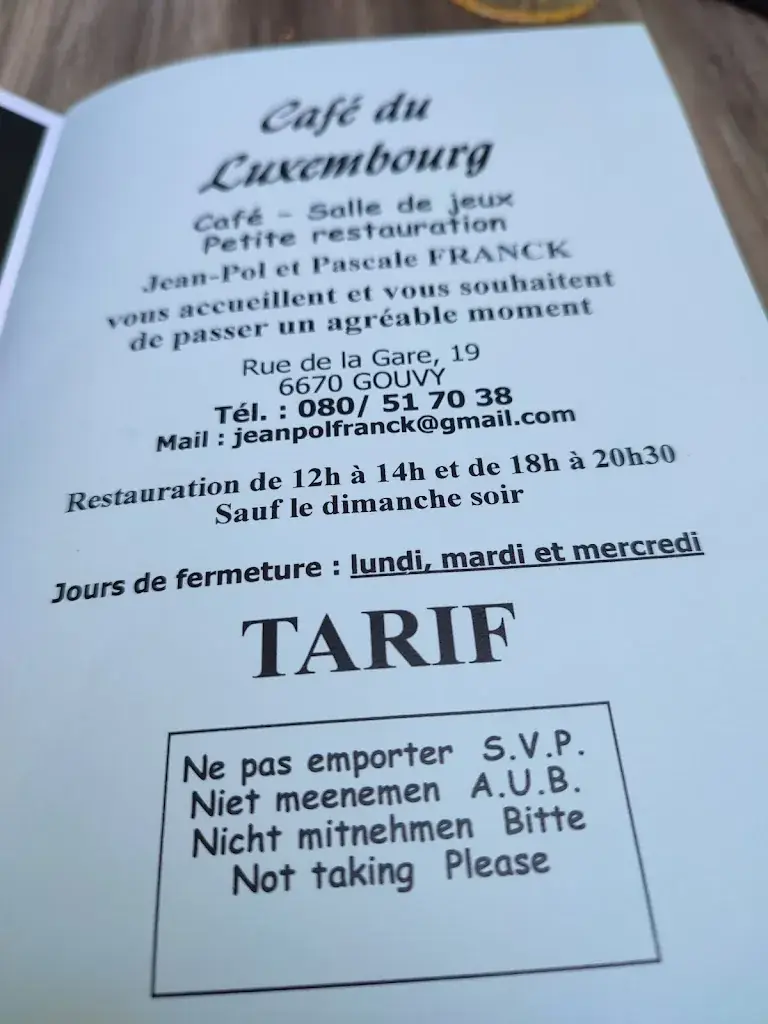 Café du
Luxembourg
Café - Salle de jeux
Petite restauration
Jean-Pol et Pascale FRANCK
vous accueillent et vous souhaitent
de passer un agréable moment
Rue de la Gare, 19
6670 GOUVY
Tél. : 080/ 51 70 38
Mail : jeanpolfranck@gmail.com
Restauration de 12h à 14h et de 18h à 20h30
Sauf le dimanche soir
Jours de fermeture : lundi, mardi et mercredi
TARIF
Ne pas emporter S.V.P.
Niet meenemen A.U.B.
Nicht mitnehmen Bitte
Not taking Please